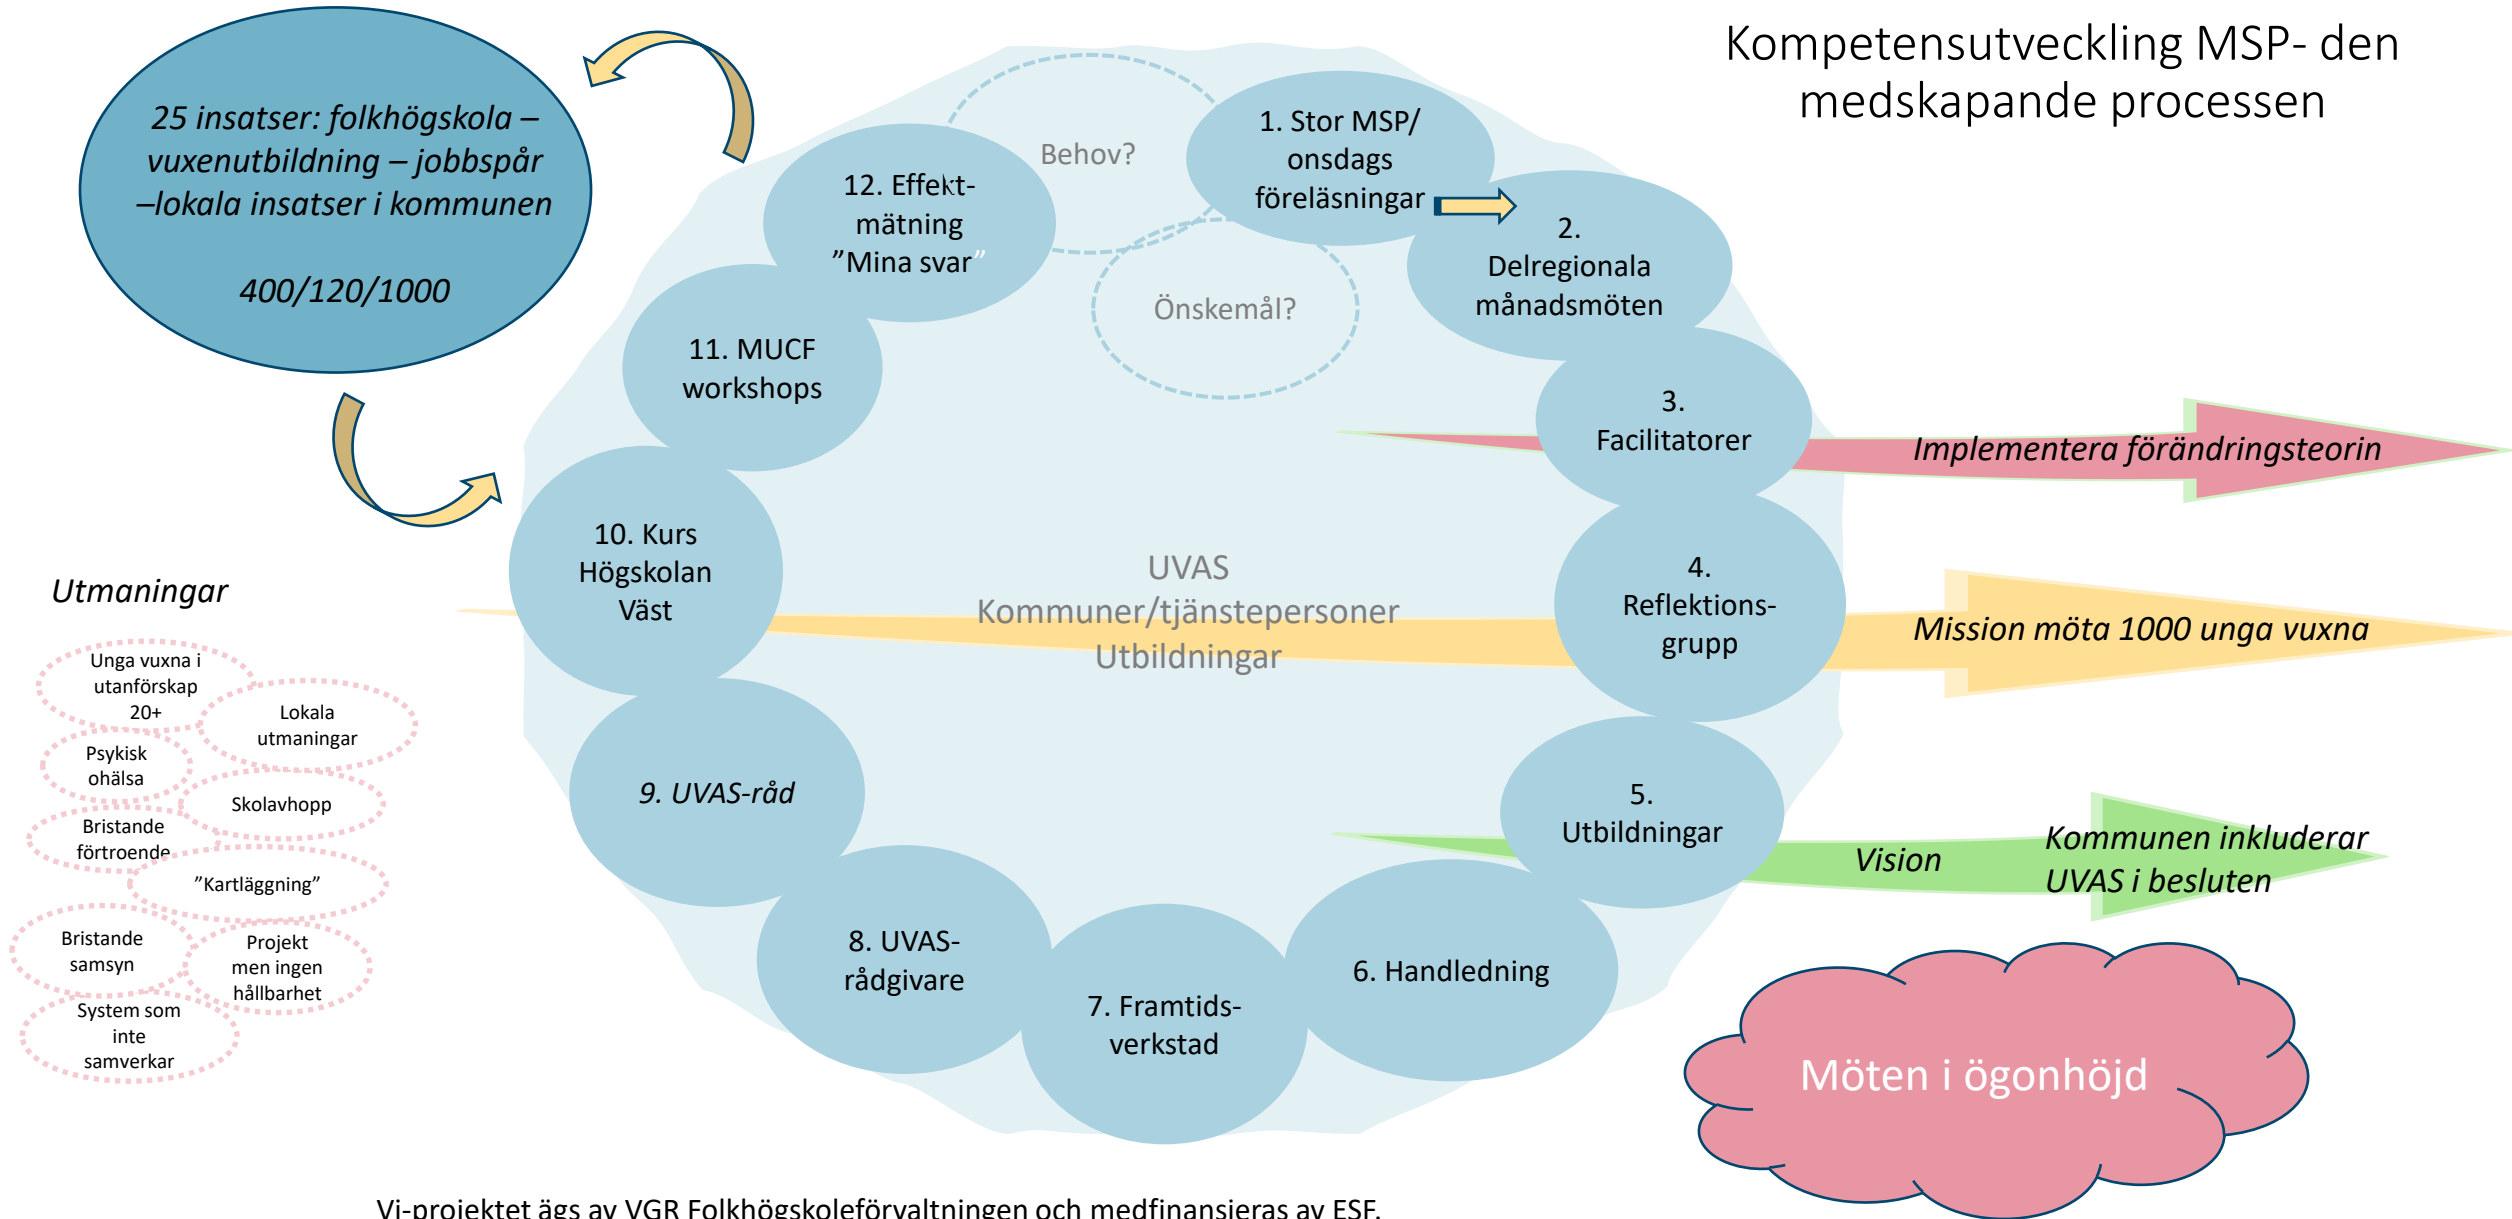 Kompetensutveckling MSP- den
medskapande processen
25 insatser: folkhögskola –
vuxenutbildning – jobbspår
–lokala insatser i kommunen
400/120/1000
Behov?
Önskemål?
1. Stor MSP/
onsdags
föreläsningar
2.
Delregionala
månadsmöten
3.
Facilitatorer
4.
Reflektions-
grupp
5.
Utbildningar
6. Handledning
7. Framtids-
verkstad
8. UVAS-
rådgivare
9. UVAS-råd
10. Kurs
Högskolan
Väst
11. MUCF
workshops
12. Effekt-
mätning
”Mina svar”
UVAS
Kommuner/tjänstepersoner
Utbildningar
Implementera förändringsteorin
Mission möta 1000 unga vuxna
Vision
Kommunen inkluderar
UVAS i besluten
Möten i ögonhöjd
Utmaningar
Unga vuxna i
utanförskap
20+
Lokala
utmaningar
Psykisk
ohälsa
Skolavhopp
Bristande
förtroende
”Kartläggning”
Bristande
samsyn
Projekt
men ingen
hållbarhet
System som
inte
samverkar
Vi-projektet ägs av VGR Folkhögskoleförvaltningen och medfinansieras av ESF.